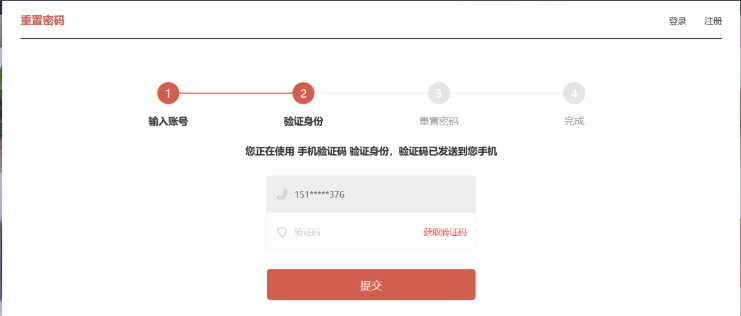 重置密码
登录 注册
1 2 3 4
输入账号 验证身份 重置密码 完成
您正在使用 手机验证码 验证身份，验证码已发送到您手机
151*****376
验证码 获取验证码
提交